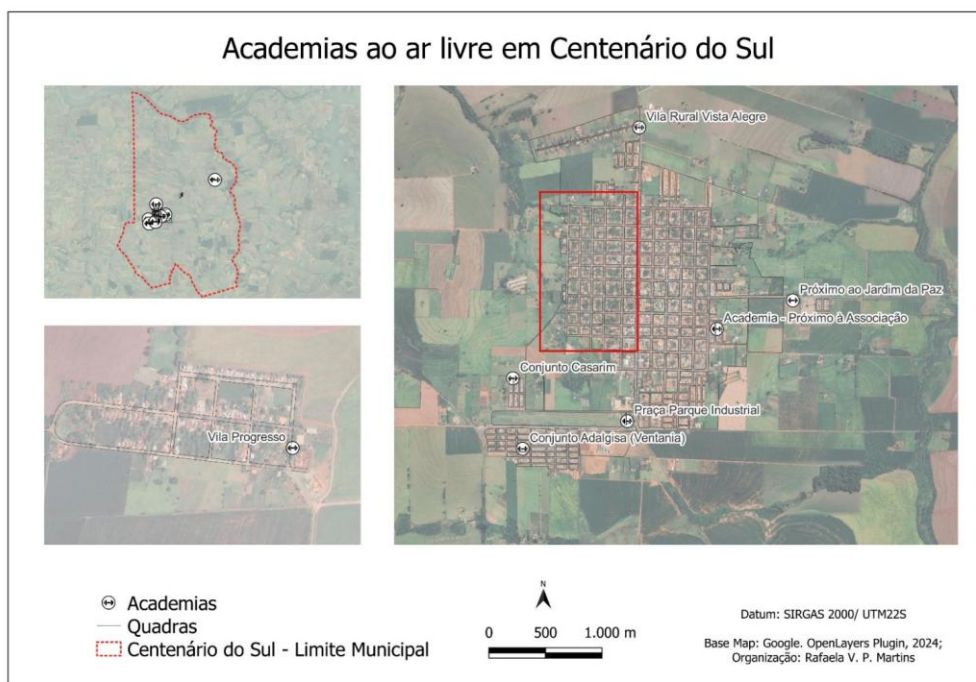 Academias ao ar livre em Centenário do Sul
Vila Rural Vista Alegre
Próximo ao Jardim da Paz
Academia - Próximo à Associação
Conjunto Casarim
Praça Parque Industrial
Conjunto Adalgisa (Ventania)
Vila Progresso
Academias
Quadras
Centenário do Sul - Limite Municipal
N
0 500 1.000 m
Datum: SIRGAS 2000/ UTM22S
Base Map: Google. OpenLayers Plugin, 2024;
Organização: Rafaela V. P. Martins